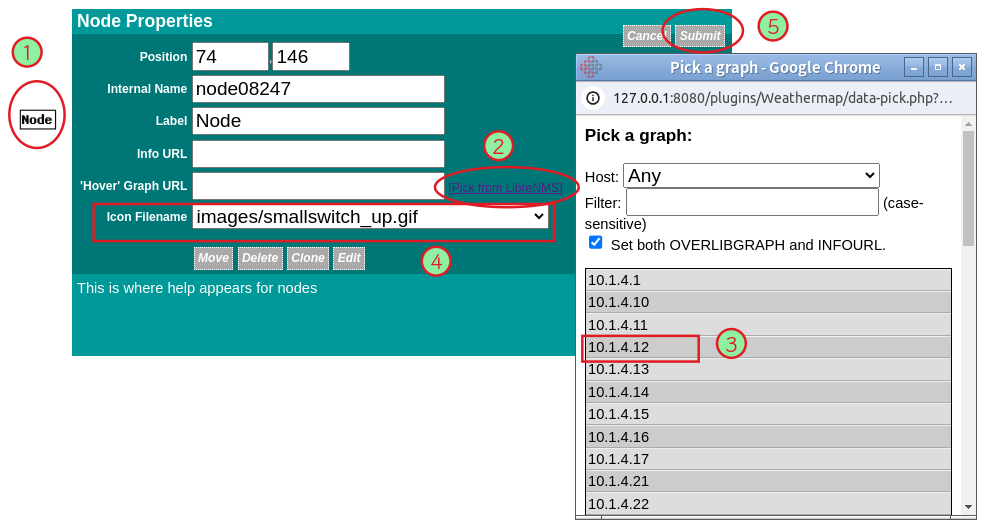 Node Properties
5
Cancel Submit
1
Position 74 , 146
Internal Name node08247
Node
Label Node
Info URL
2
'Hover' Graph URL [Pick from LibreNMS]
Icon Filename images/smallswitch_up.gif
Move Delete Clone Edit
4
This is where help appears for nodes
Pick a graph - Google Chrome
127.0.0.1:8080/plugins/Weathermap/data-pick.php?...
Pick a graph:
Host: Any
Filter: (case-
sensitive)
Set both OVERLIBGRAPH and INFOURL.
10.1.4.1
10.1.4.10
10.1.4.11
10.1.4.12
3
10.1.4.13
10.1.4.14
10.1.4.15
10.1.4.16
10.1.4.17
10.1.4.21
10.1.4.22